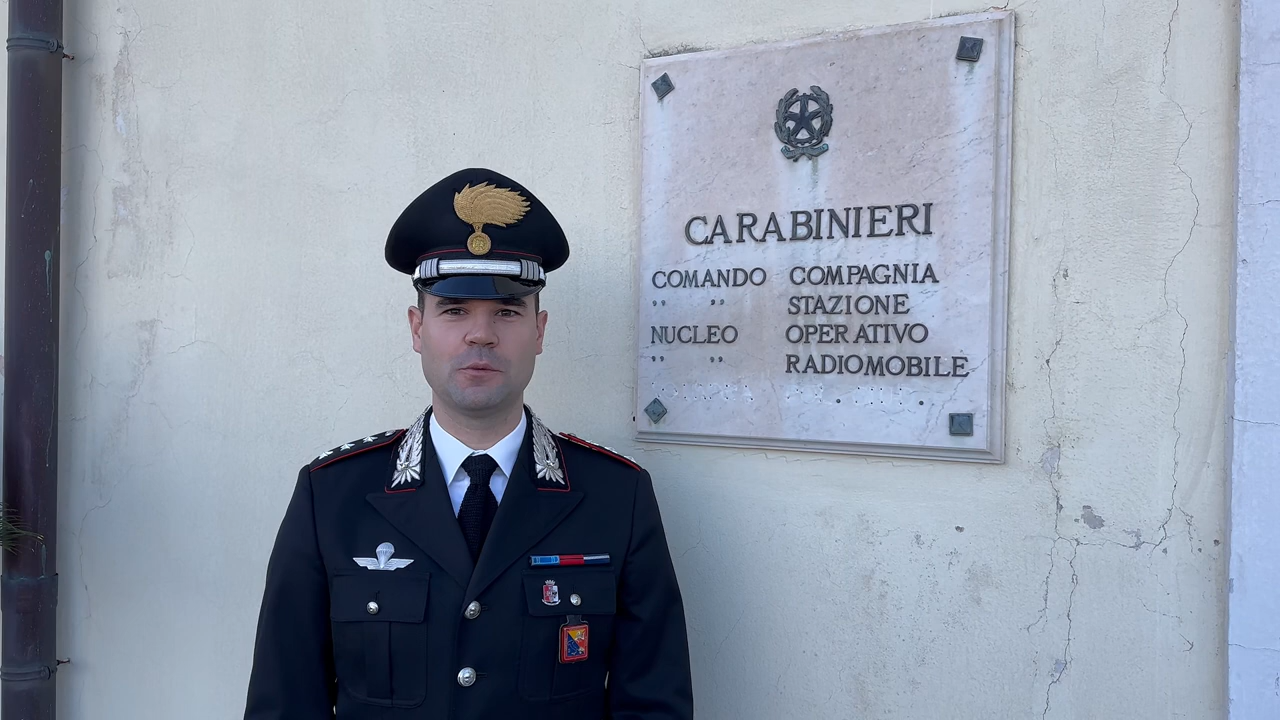 CARABINIERI
COMANDO COMPAGNIA
" " STAZIONE
NUCLEO OPERATIVO
" " RADIOMOBILE